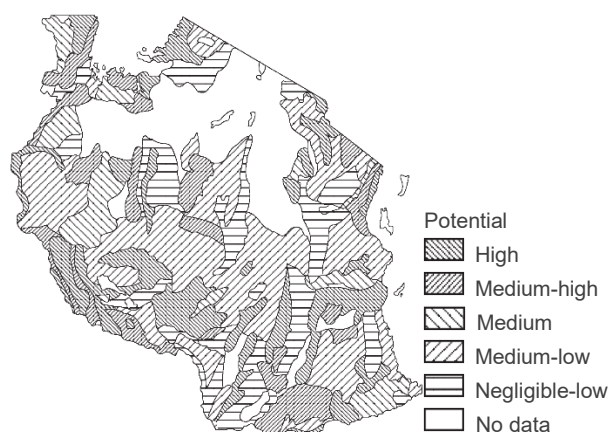 Potential
High
Medium-high
Medium
Medium-low
Negligible-low
No data